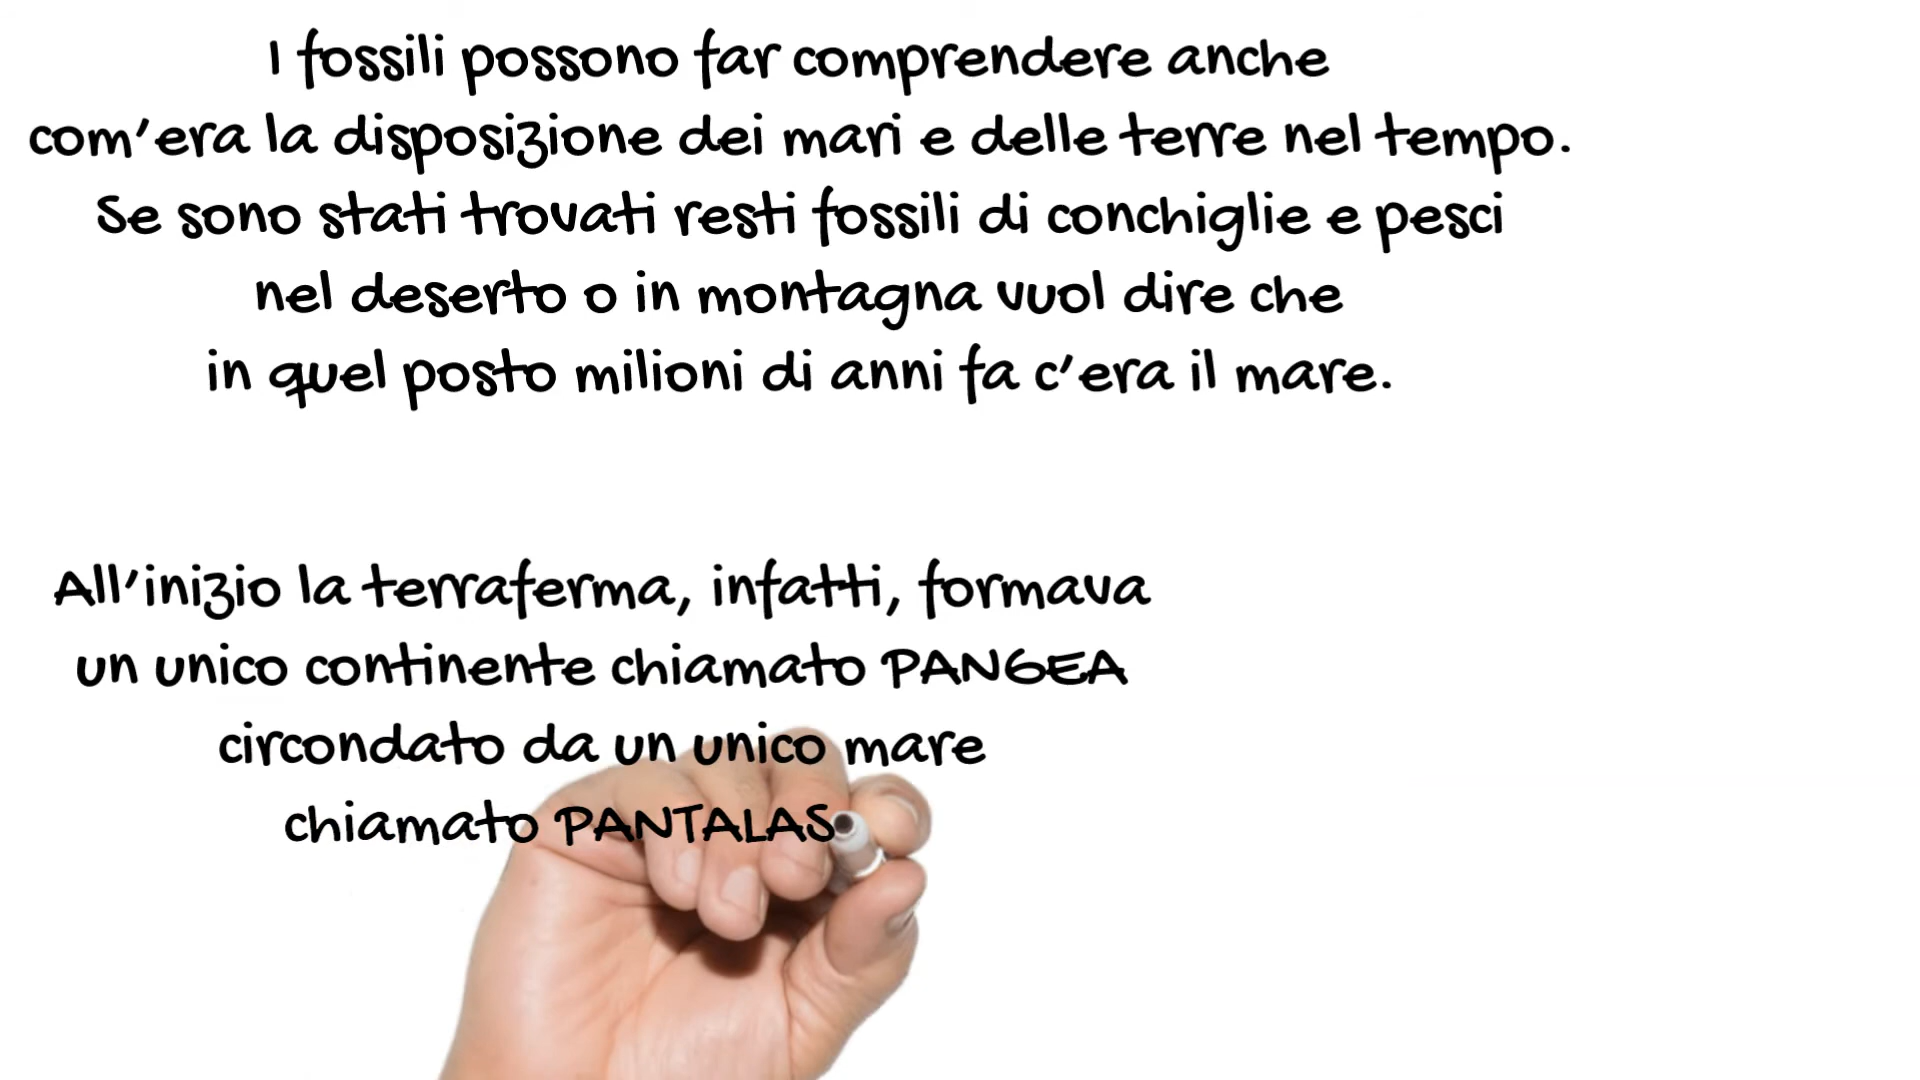 I fossili possono far comprendere anche
com'era la disposizione dei mari e delle terre nel tempo.
Se sono stati trovati resti fossili di conchiglie e pesci
nel deserto o in montagna vuol dire che
in quel posto milioni di anni fa c'era il mare.
All'inizio la terraferma, infatti, formava
un unico continente chiamato PANGEA
circondato da un unico mare
chiamato PANTALAS